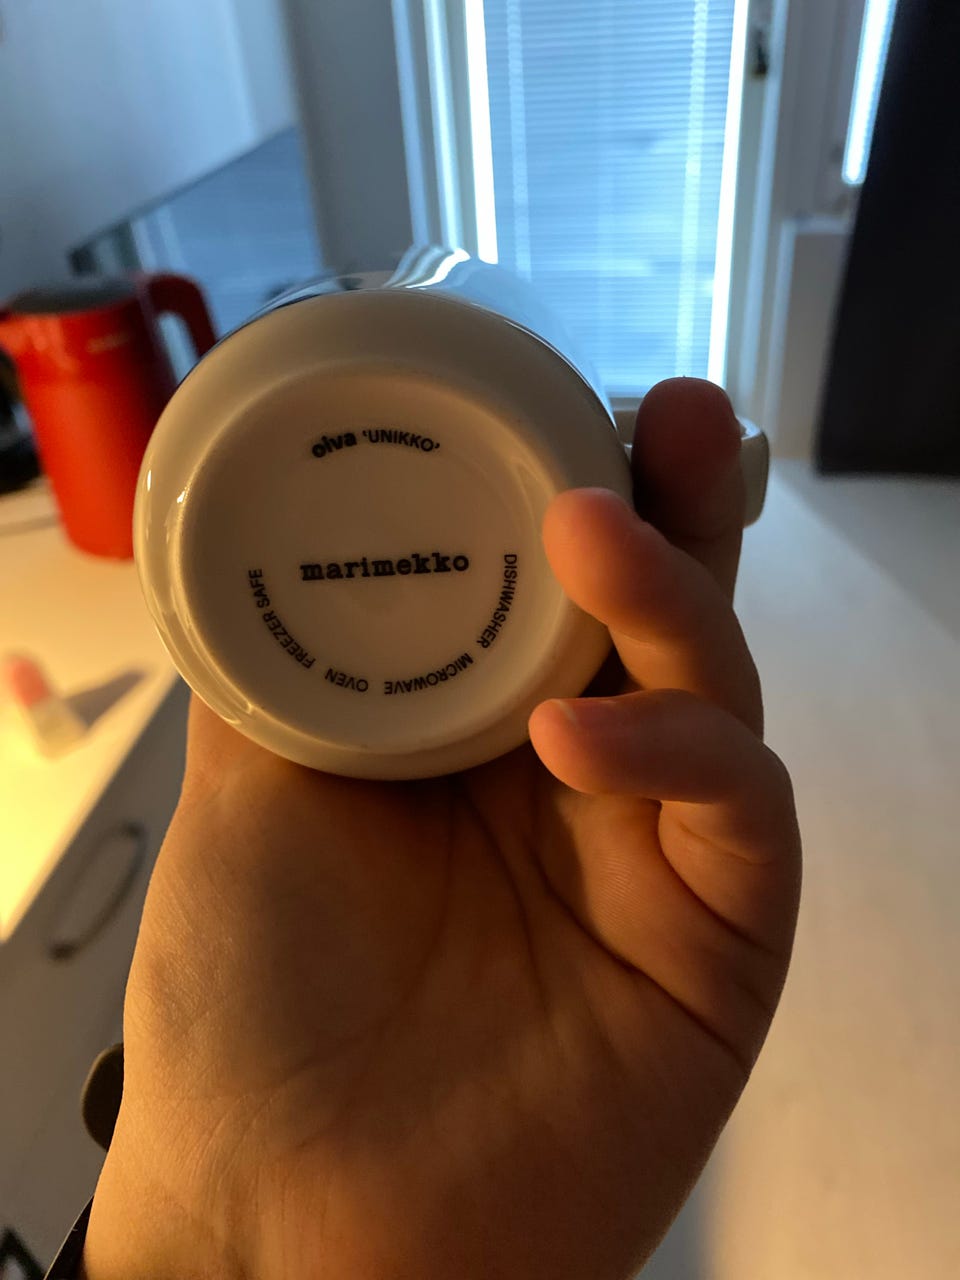 oiva 'UNIKKO'
marimekko
DISHWASHER MICROWAVE OVEN FREEZER SAFE